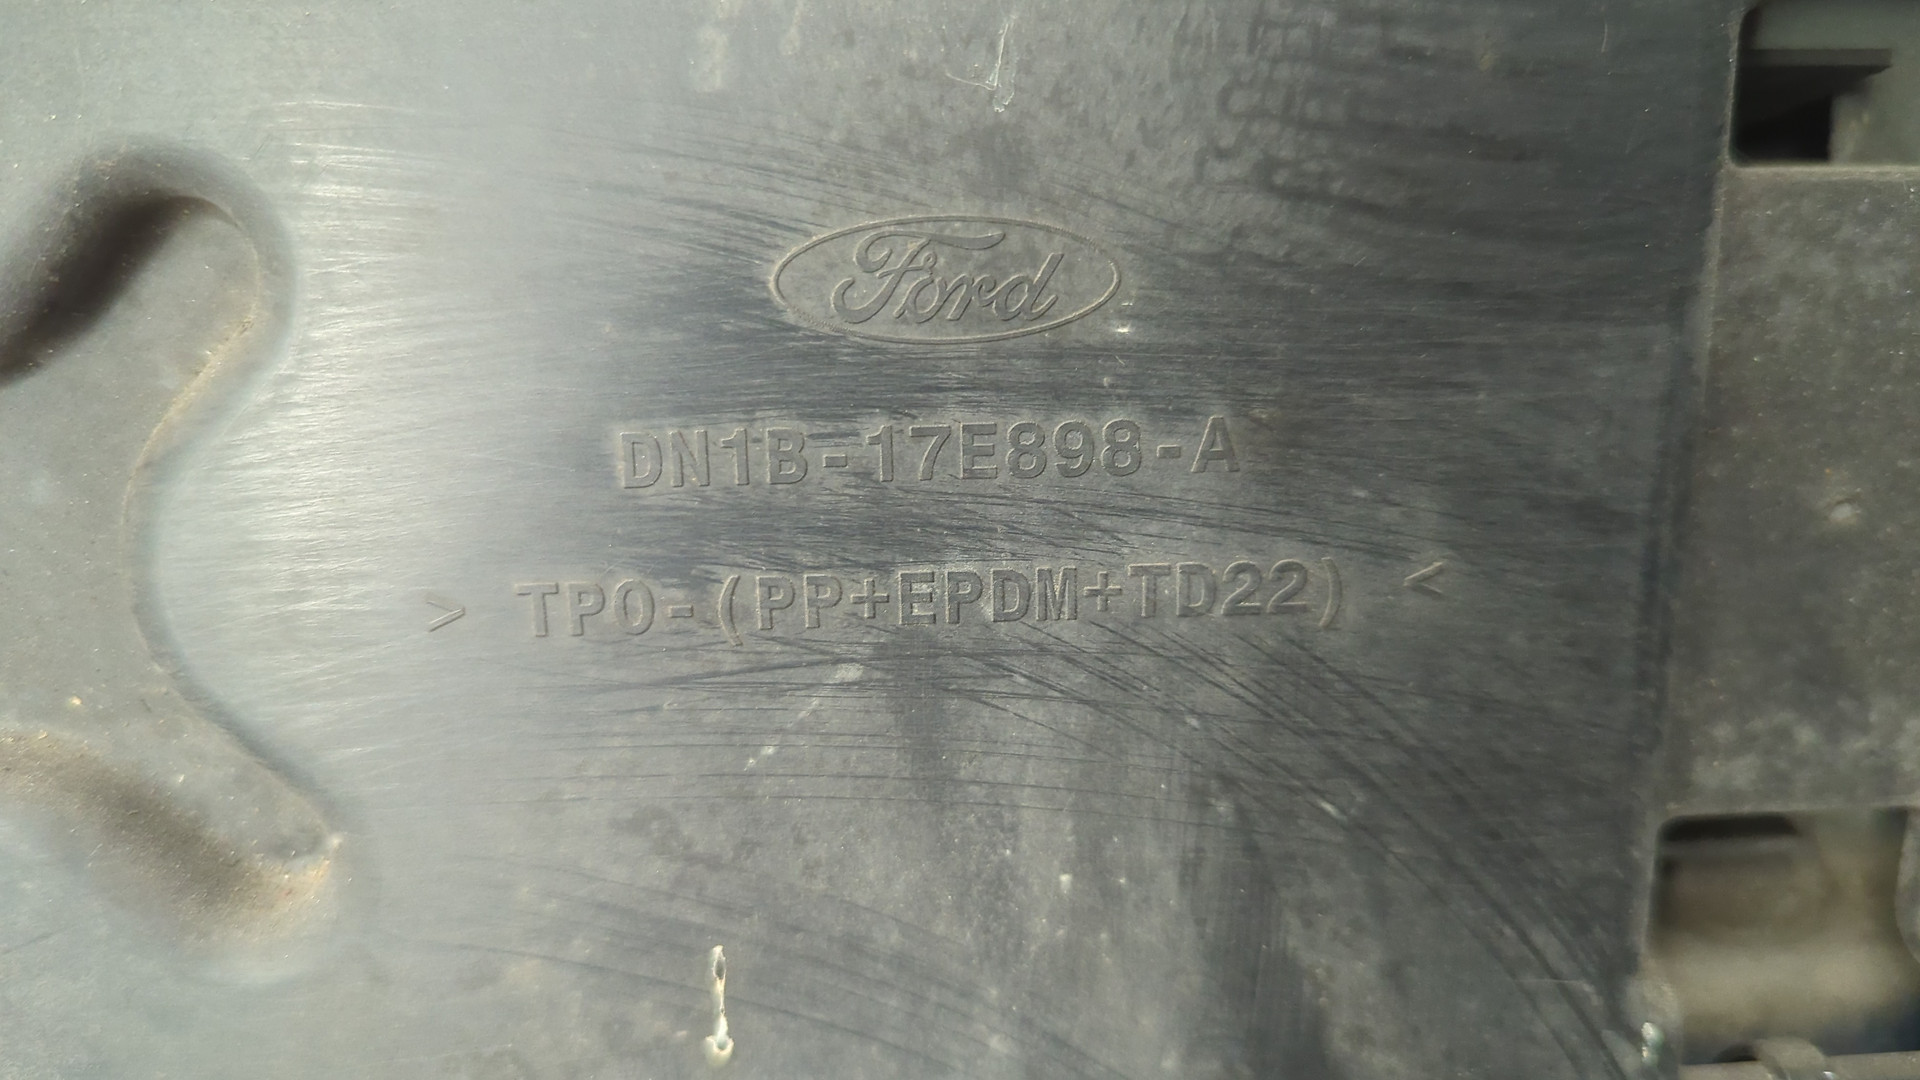 Ford
DN1B-17E898-A
> TPO-(PP+EPDM+TD22) <